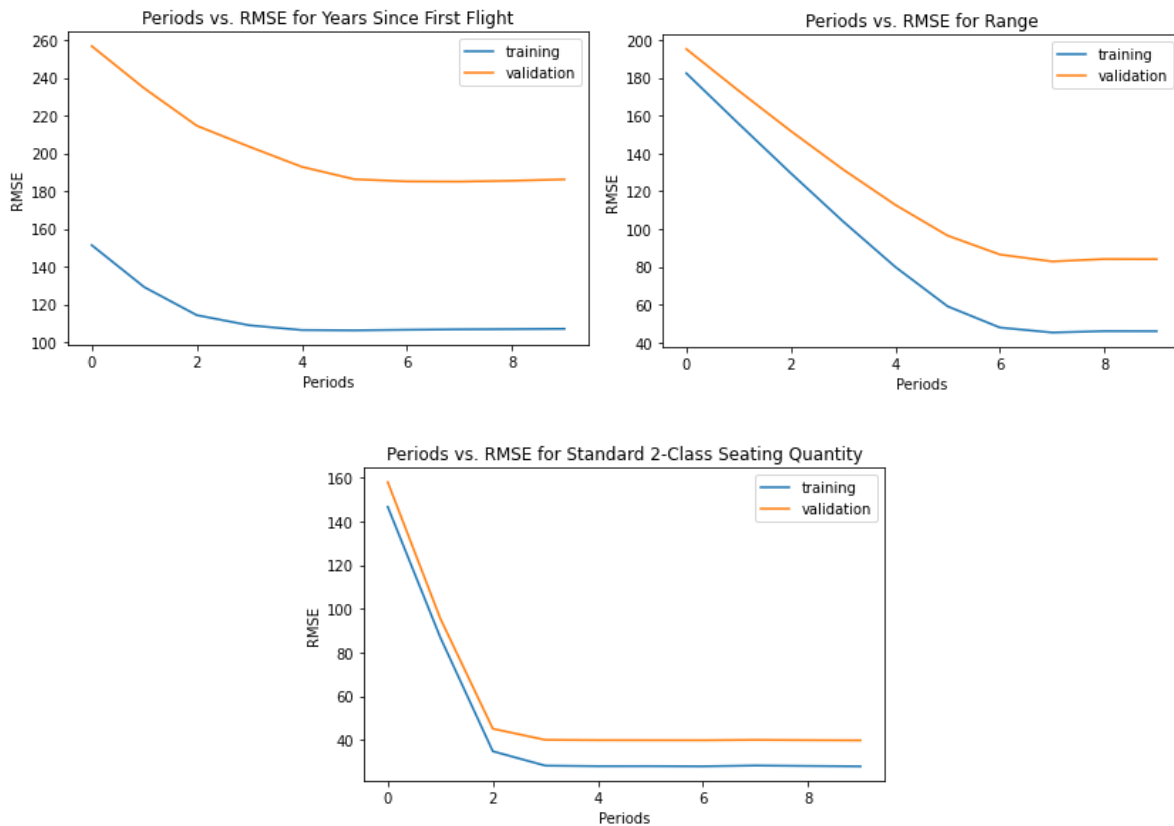 Periods vs. RMSE for Years Since First Flight
260
240
220
200
180
160
140
120
100
RMSE
training
validation
0 2 4 6 8
Periods
Periods vs. RMSE for Range
200
180
160
140
120
100
80
60
40
RMSE
training
validation
0 2 4 6 8
Periods
Periods vs. RMSE for Standard 2-Class Seating Quantity
160
140
120
100
80
60
40
RMSE
training
validation
0 2 4 6 8
Periods